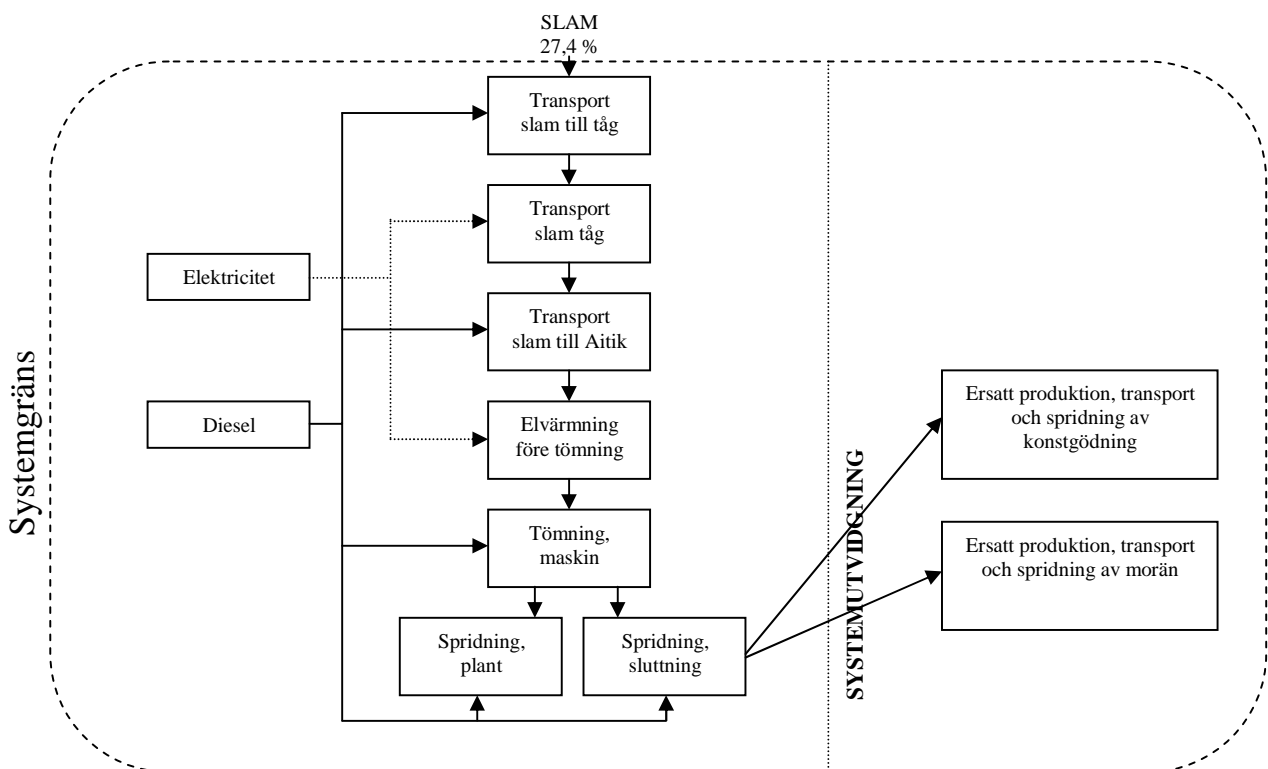 SLAM
27,4 %
Transport
slam till tåg
Transport
slam tåg
Elektricitet
Transport
slam till Aitik
Diesel
Elvärmning
före tömning
Tömning,
maskin
Spridning,
plant
Spridning,
sluttning
Systemgräns
SYSTEMUTVIDGNING
Ersatt produktion, transport
och spridning av
konstgödning
Ersatt produktion, transport
och spridning av morän